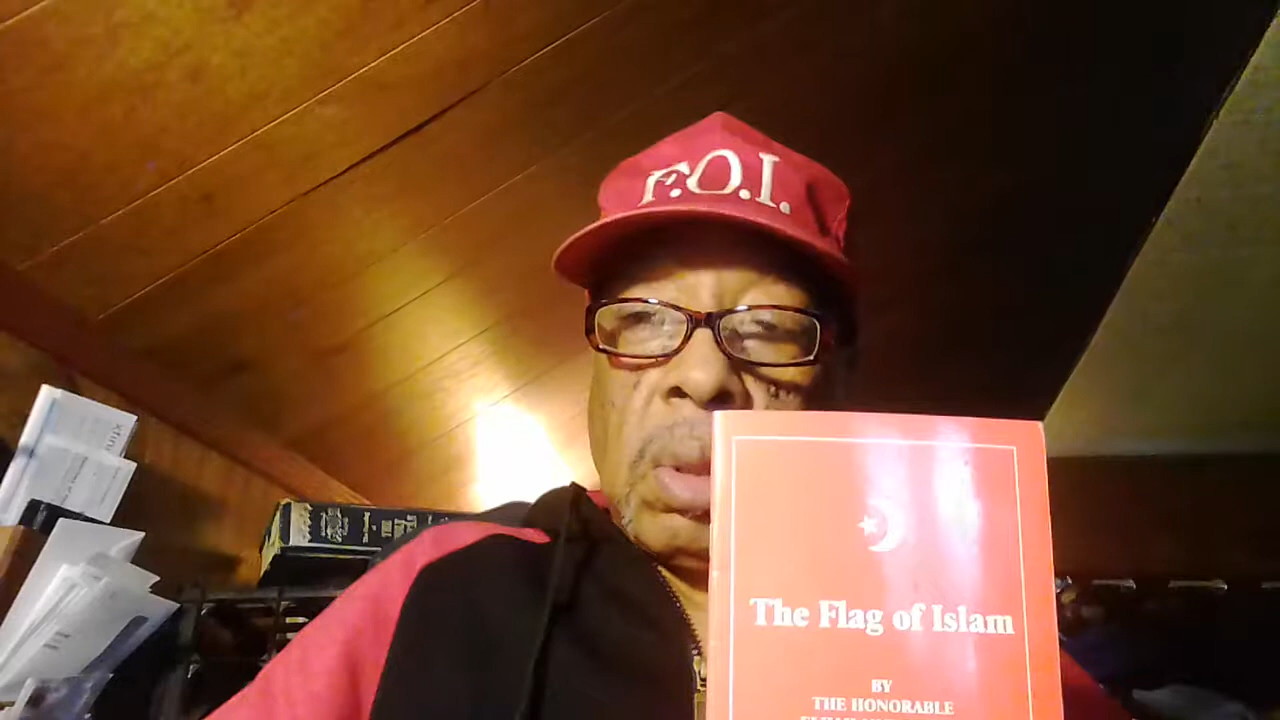 F.O.I.
The Flag of Islam
BY
THE HONORABLE